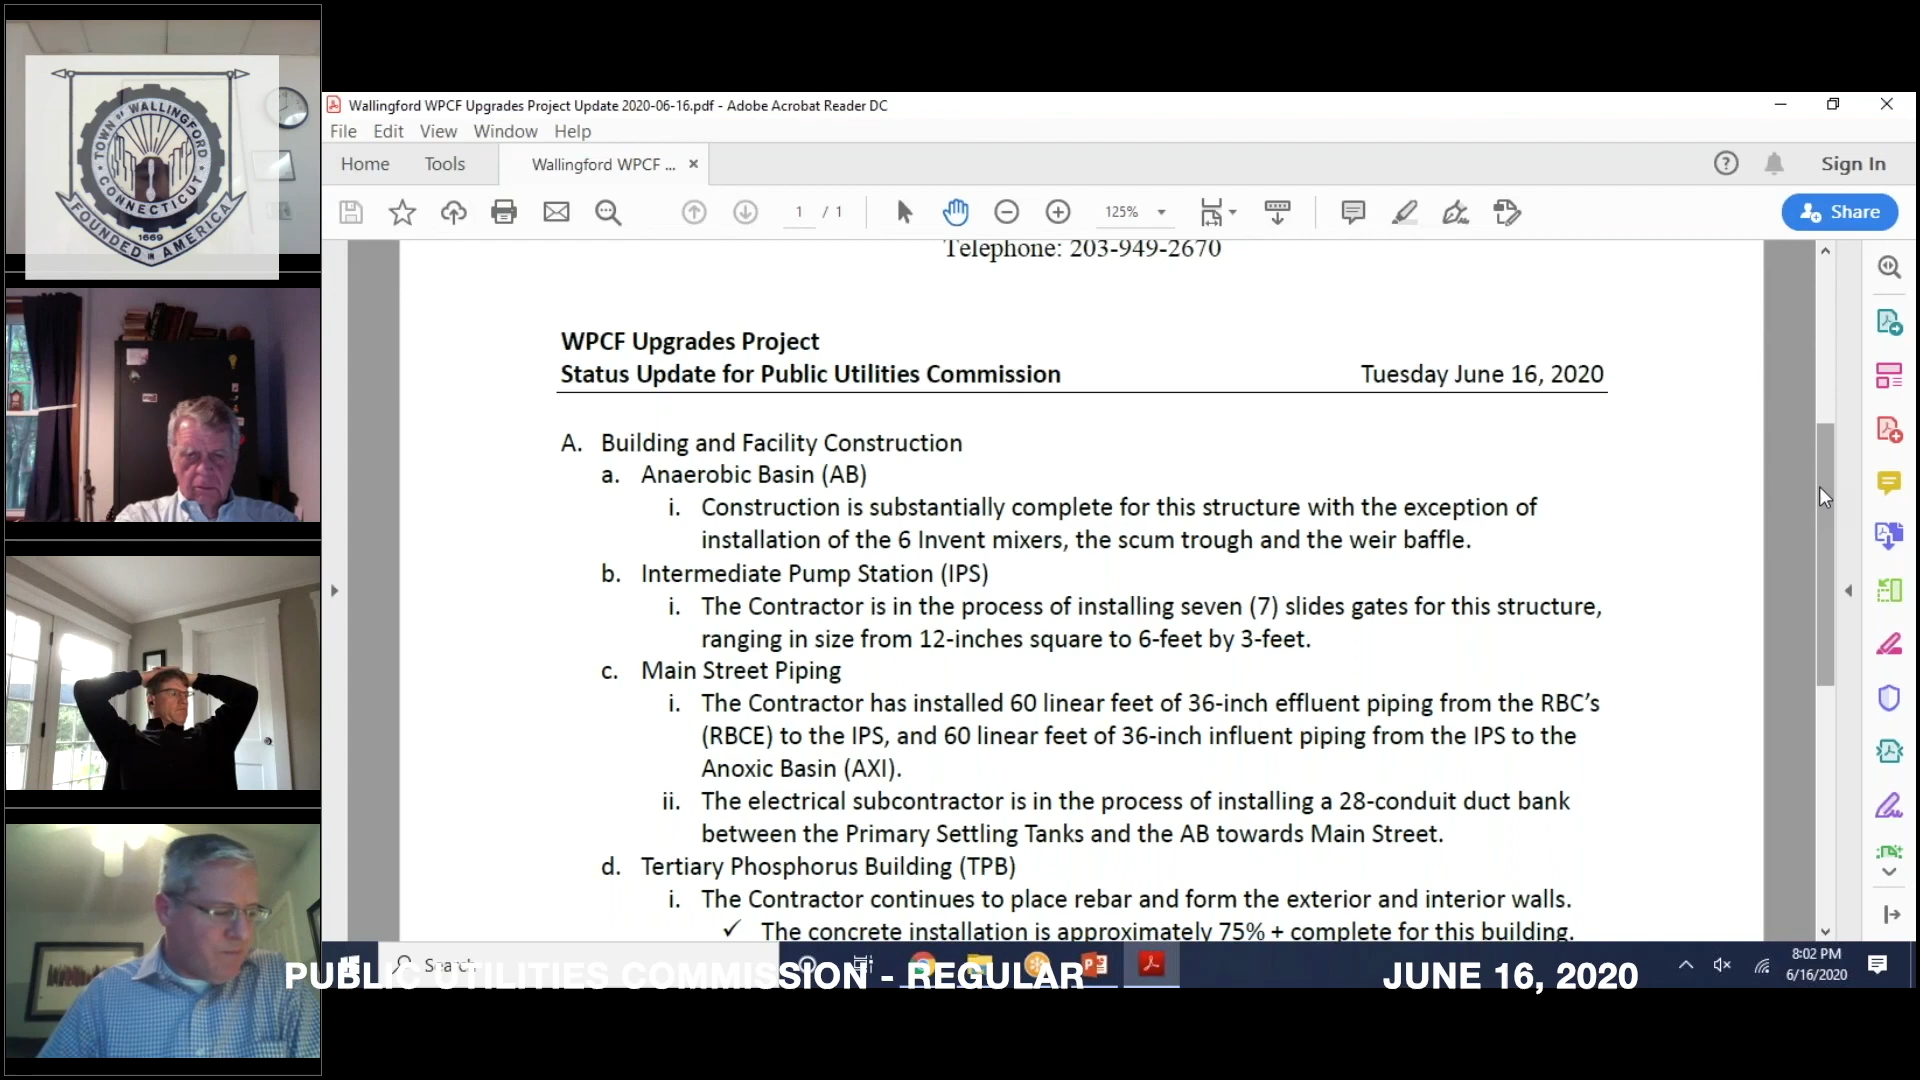 TOWN OF WALLINGFORD
CONNECTICUT
1669
FOUNDED IN AMERICA
Wallingford WPCF Upgrades Project Update 2020-06-16.pdf - Adobe Acrobat Reader DC
File Edit View Window Help
Home Tools Wallingford WPCF ... Sign In
1 / 1 125% Share
Telephone: 203-949-2670
WPCF Upgrades Project
Status Update for Public Utilities Commission Tuesday June 16, 2020
A. Building and Facility Construction
a. Anaerobic Basin (AB)
i. Construction is substantially complete for this structure with the exception of
installation of the 6 Invent mixers, the scum trough and the weir baffle.
b. Intermediate Pump Station (IPS)
i. The Contractor is in the process of installing seven (7) slides gates for this structure,
ranging in size from 12-inches square to 6-feet by 3-feet.
c. Main Street Piping
i. The Contractor has installed 60 linear feet of 36-inch effluent piping from the RBC’s
(RBCE) to the IPS, and 60 linear feet of 36-inch influent piping from the IPS to the
Anoxic Basin (AXI).
ii. The electrical subcontractor is in the process of installing a 28-conduit duct bank
between the Primary Settling Tanks and the AB towards Main Street.
d. Tertiary Phosphorus Building (TPB)
i. The Contractor continues to place rebar and form the exterior and interior walls.
✓ The concrete installation is approximately 75% + complete for this building.
Search
8:02 PM
6/16/2020
PUBLIC UTILITIES COMMISSION - REGULAR JUNE 16, 2020